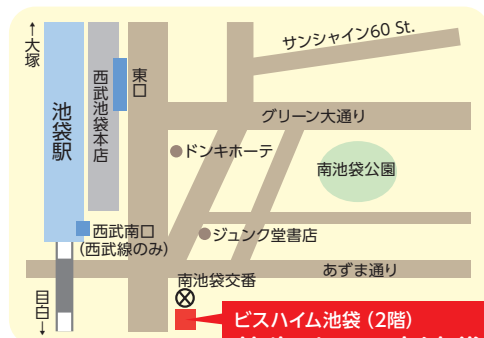 ↑大塚
サンシャイン60 St.
東口
西武池袋本店
池袋駅
グリーン大通り
ドンキホーテ
南池袋公園
西武南口
(西武線のみ)
ジュンク堂書店
あずま通り
南池袋交番
目白↓
ビスハイム池袋（2階）